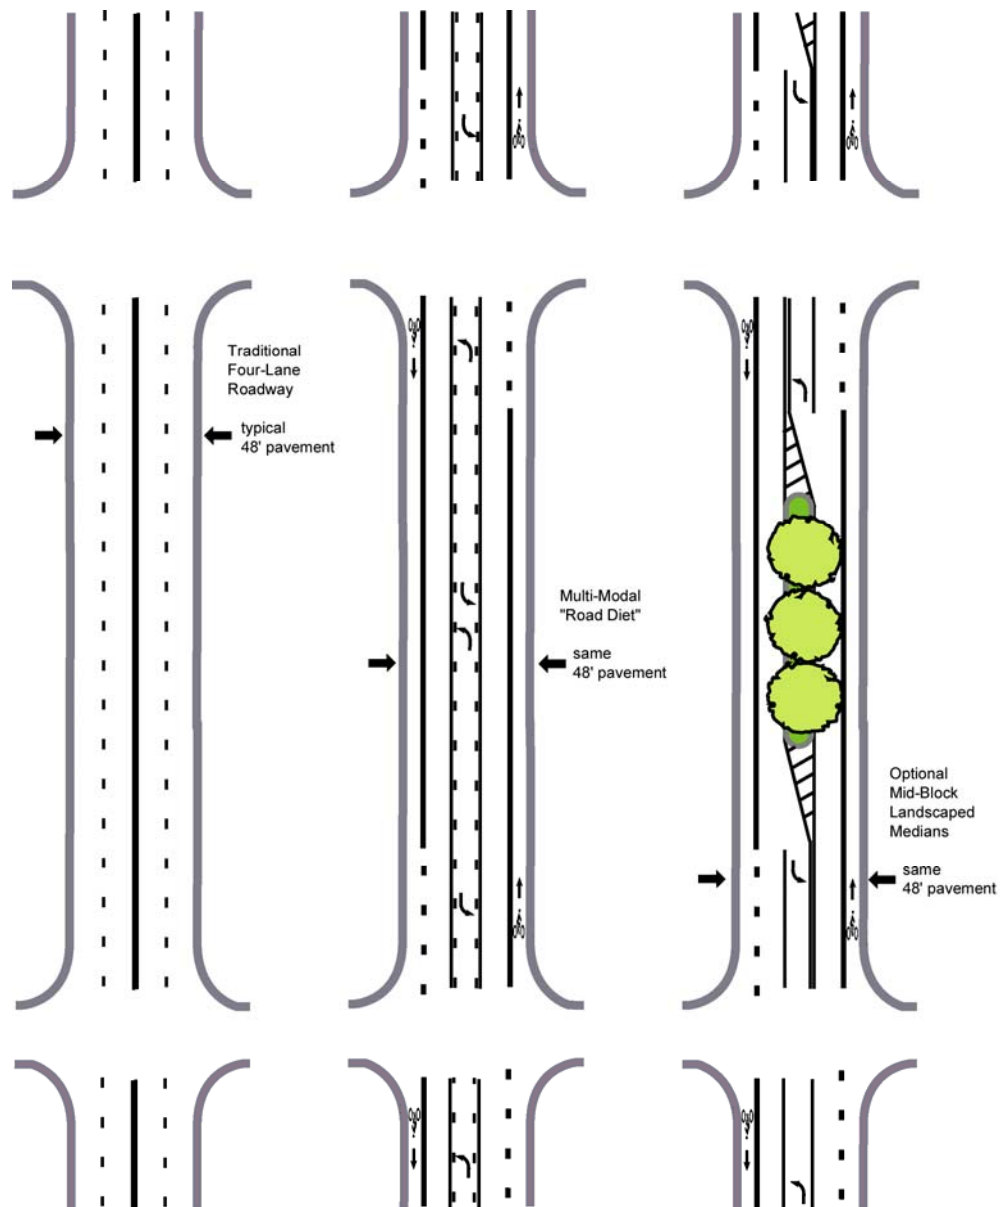 Traditional
Four-Lane
Roadway
typical
48' pavement
Multi-Modal
"Road Diet"
same
48' pavement
Optional
Mid-Block
Landscaped
Medians
same
48' pavement